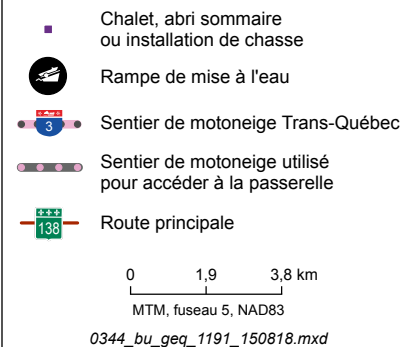 Chalet, abri sommaire
ou installation de chasse
Rampe de mise à l'eau
3
Sentier de motoneige Trans-Québec
Sentier de motoneige utilisé
pour accéder à la passerelle
138
Route principale
0 1,9 3,8 km
MTM, fuseau 5, NAD83
0344_bu_geq_1191_150818.mxd